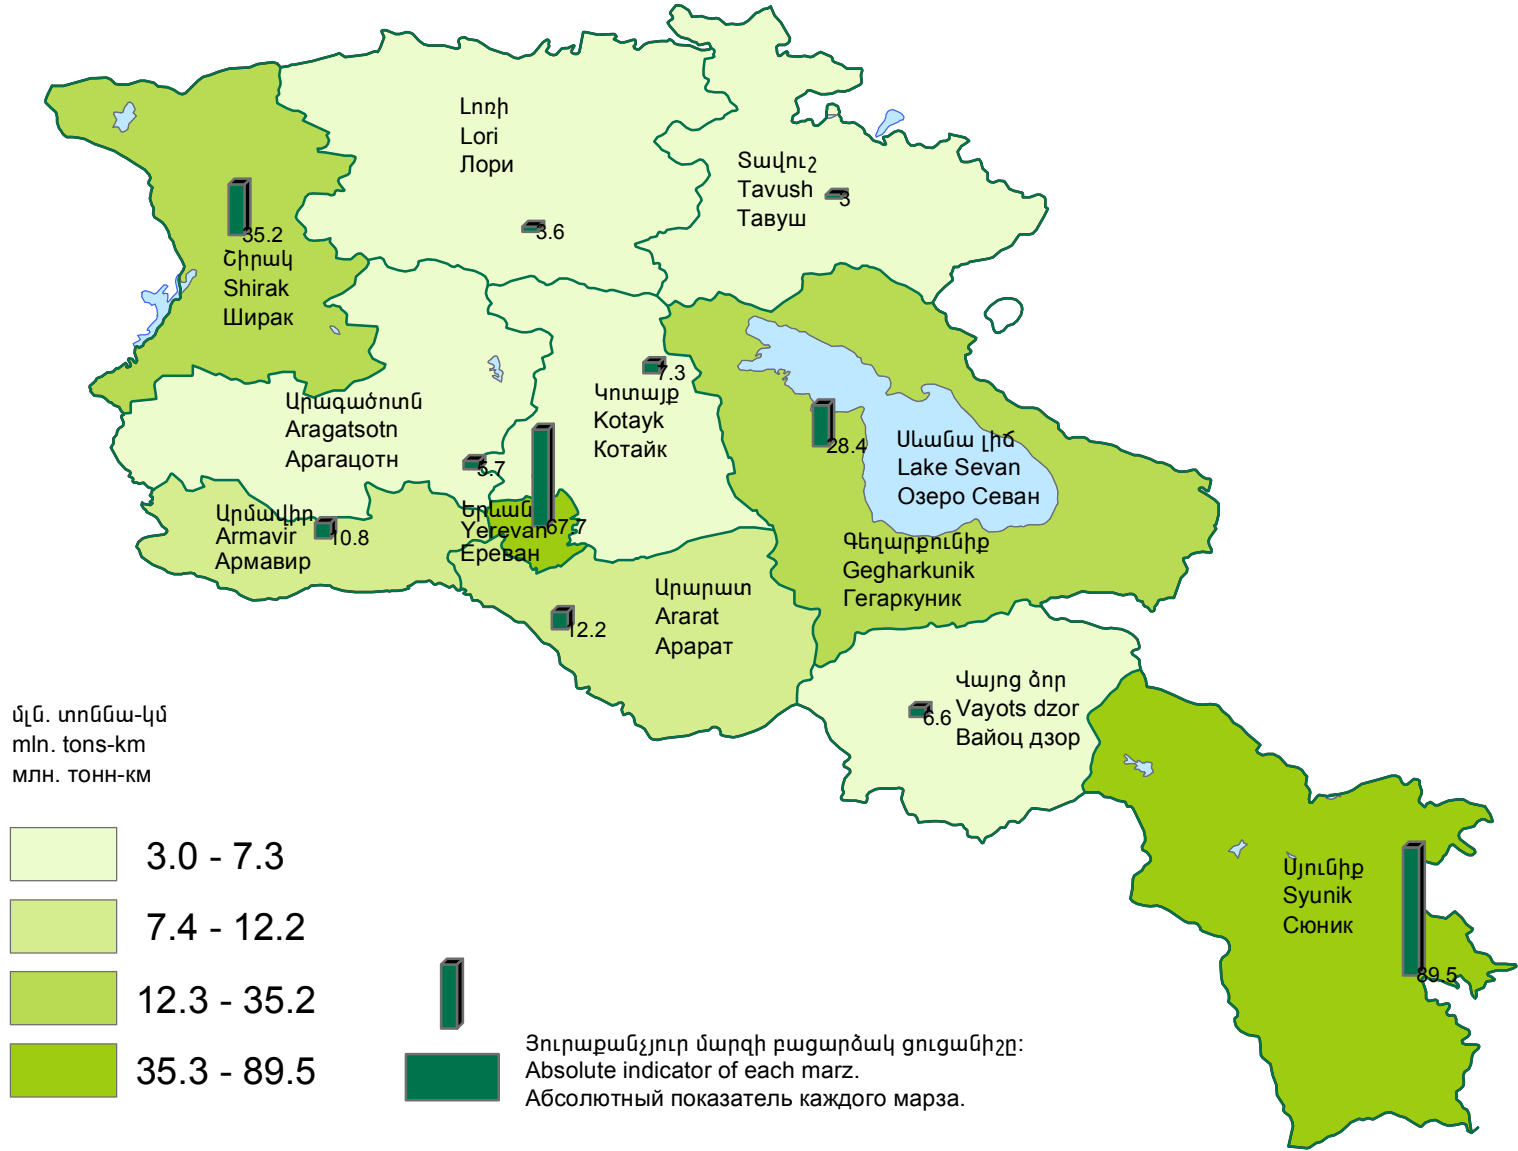 Լոռի
Lori
Лори
3.6
Տավուշ
Tavush
Тавуш
3
35.2
Շիրակ
Shirak
Ширак
7.3
Կոտայք
Kotayk
Котайк
Արագածոտն
Aragatsotn
Арагацотн
5.7
28.4
Սևանա լիճ
Lake Sevan
Озеро Севан
Արմավիր
Armavir
Армавир
10.8
Երևան
Yerevan
Ереван
67.7
Գեղարքունիք
Gegharkunik
Гегаркуник
Արարատ
Ararat
Арарат
12.2
Վայոց ձոր
Vayots dzor
Вайоц дзор
6.6
Սյունիք
Syunik
Сюник
89.5
մլն. տոննա-կմ
mln. tons-km
млн. тонн-км
3.0 - 7.3
7.4 - 12.2
12.3 - 35.2
35.3 - 89.5
Յուրաքանչյուր մարզի բացարձակ ցուցանիշը:
Absolute indicator of each marz.
Абсолютный показатель каждого марза.